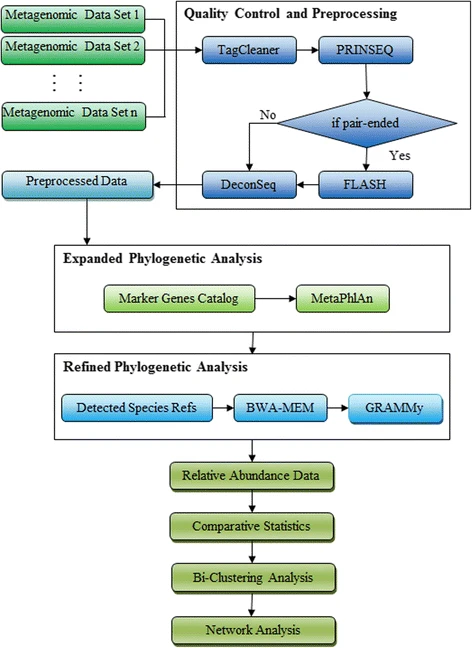 Metagenomic Data Set 1
Metagenomic Data Set 2
Metagenomic Data Set n
Quality Control and Preprocessing
TagCleaner
PRINSEQ
if pair-ended
No
Yes
FLASH
DeconSeq
Preprocessed Data
Expanded Phylogenetic Analysis
Marker Genes Catalog
MetaPhlAn
Refined Phylogenetic Analysis
Detected Species Refs
BWA-MEM
GRAMMy
Relative Abundance Data
Comparative Statistics
Bi-Clustering Analysis
Network Analysis